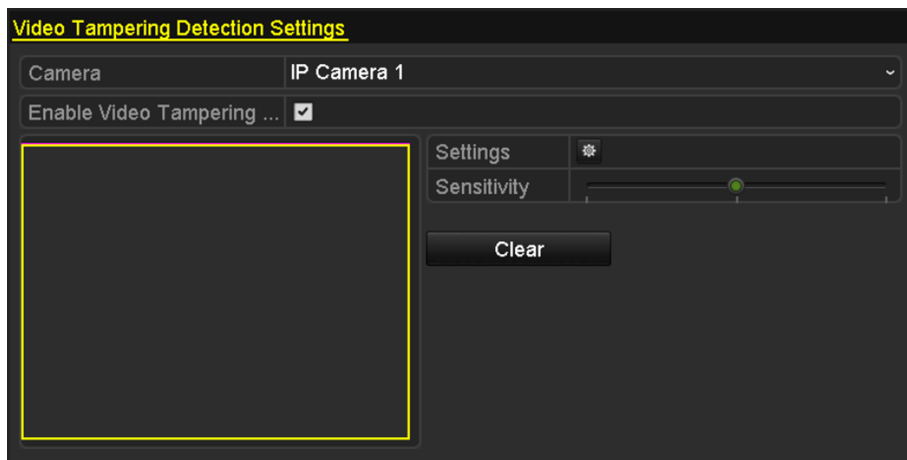 Video Tampering Detection Settings
Camera IP Camera 1
Enable Video Tampering ...
Settings
Sensitivity
Clear